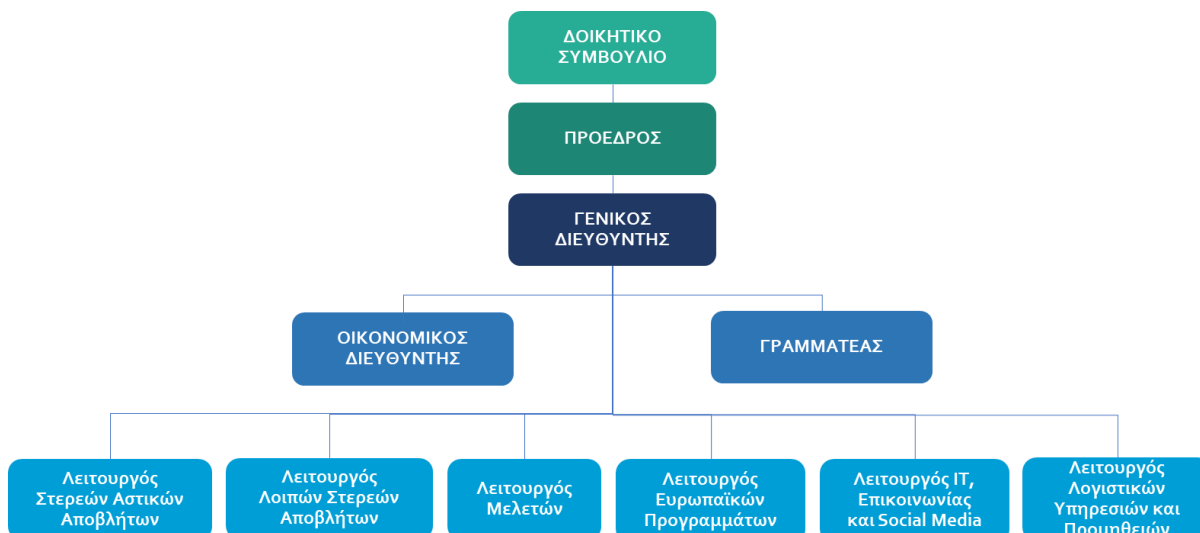 ΔΟΙΚΗΤΙΚΟ
ΣΥΜΒΟΥΛΙΟ
ΠΡΟΕΔΡΟΣ
ΓΕΝΙΚΟΣ
ΔΙΕΥΘΥΝΤΗΣ
ΟΙΚΟΝΟΜΙΚΟΣ
ΔΙΕΥΘΥΝΤΗΣ
ΓΡΑΜΜΑΤΕΑΣ
Λειτουργός
Στερεών Αστικών
Αποβλήτων
Λειτουργός
Λοιπών Στερεών
Αποβλήτων
Λειτουργός
Μελετών
Λειτουργός
Ευρωπαϊκών
Προγραμμάτων
Λειτουργός IT,
Επικοινωνίας
και Social Media
Λειτουργός
Λογιστικών
Υπηρεσιών και
Προμηθειών